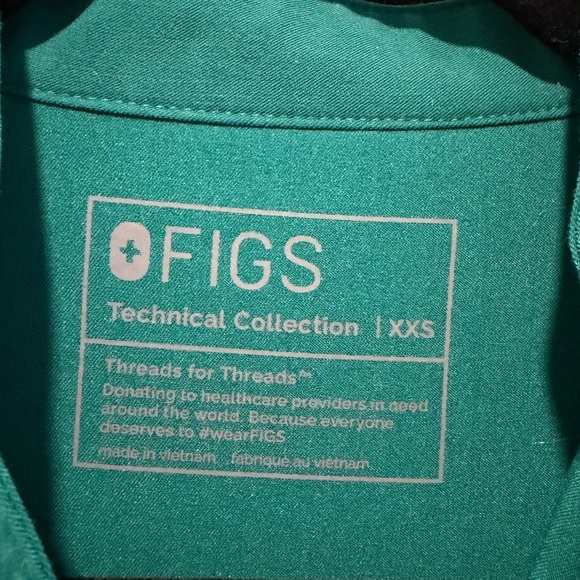 FIGS
Technical Collection | XXS
Threads for Threads™
Donating to healthcare providers in need
around the world. Because everyone
deserves to #wearFIGS
made in vietnam fabriqué au viêtnam